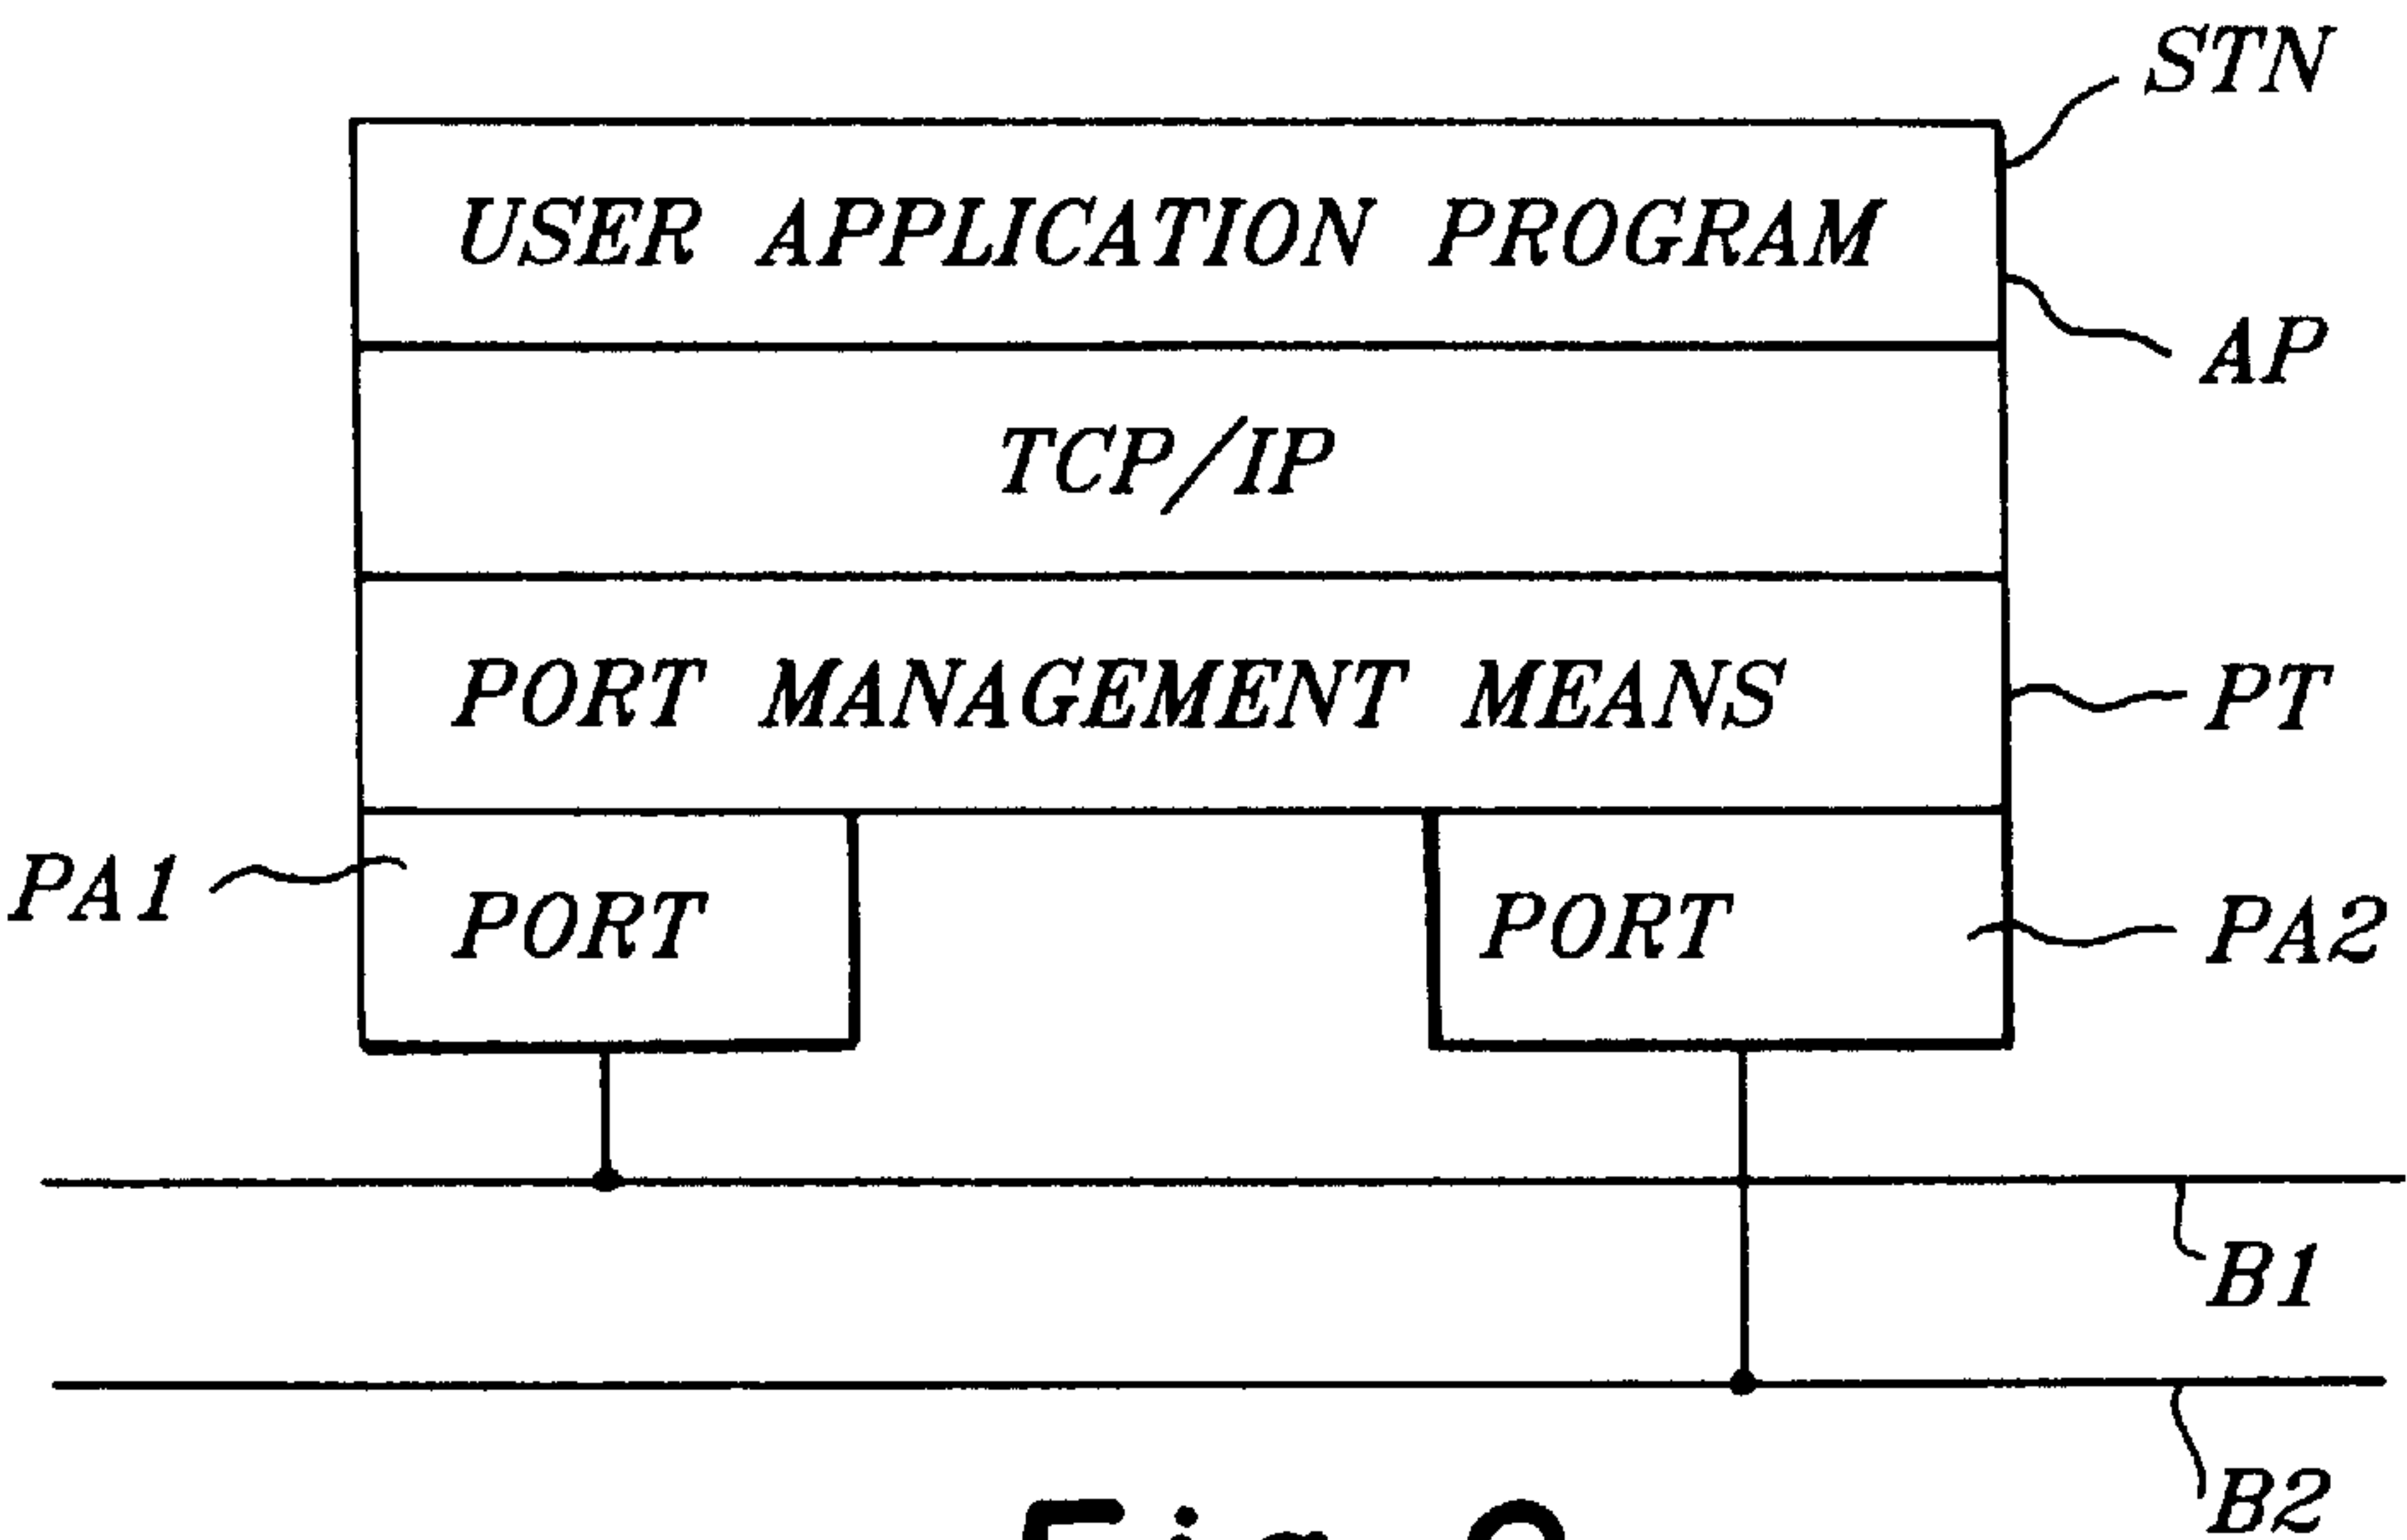 STN
USER APPLICATION PROGRAM
AP
TCP/IP
PORT MANAGEMENT MEANS
PT
PA1
PORT
PORT
PA2
B1
B2